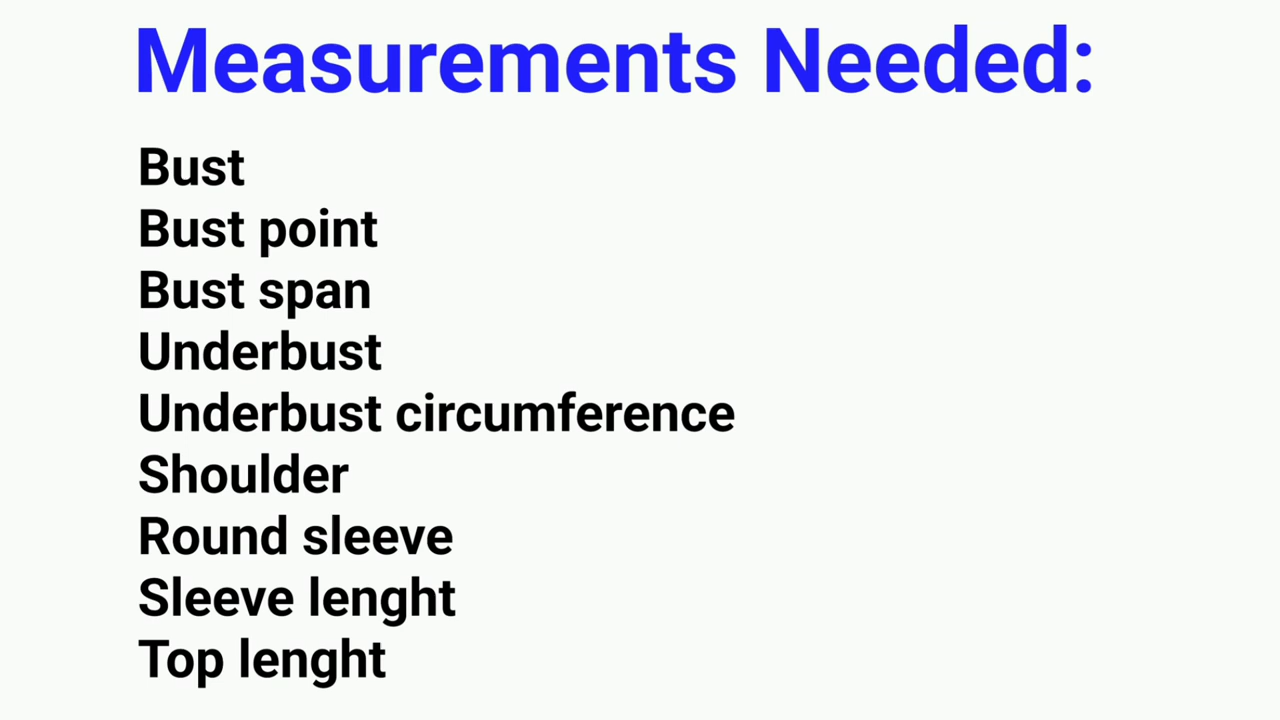 Measurements Needed:
Bust
Bust point
Bust span
Underbust
Underbust circumference
Shoulder
Round sleeve
Sleeve lenght
Top lenght